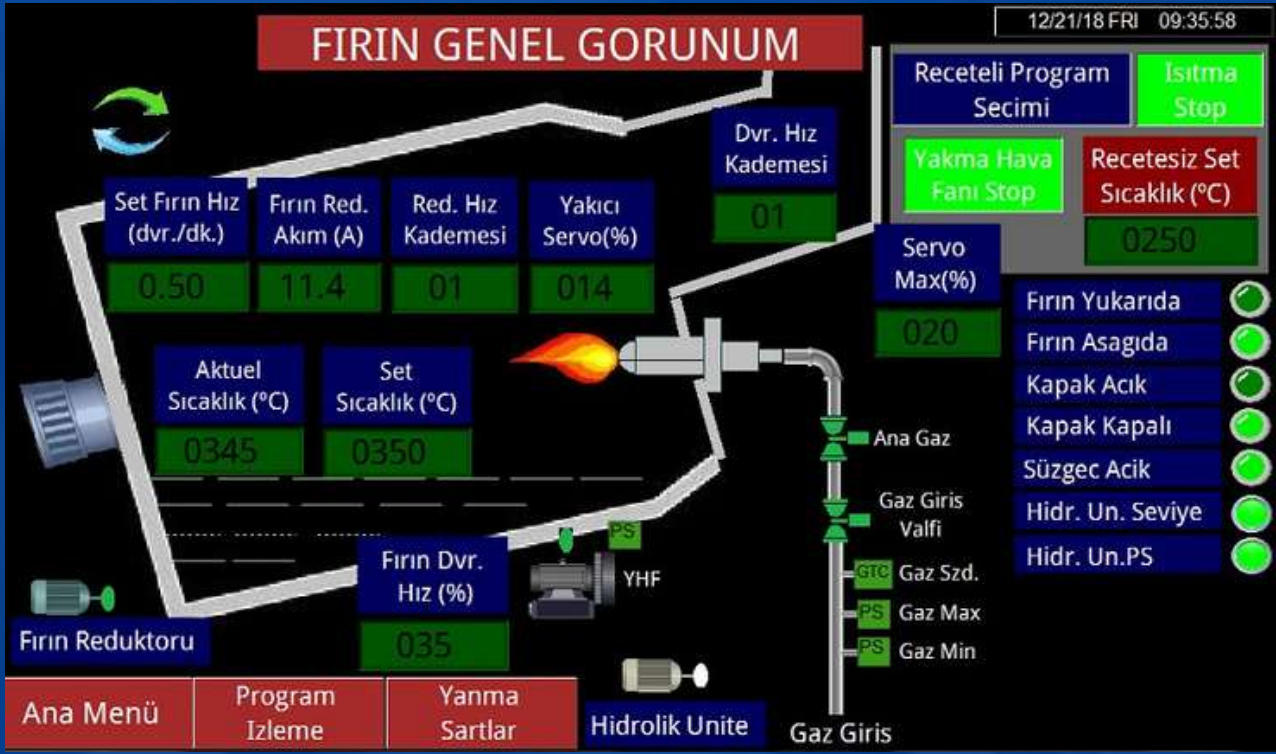 12/21/18 FRI 09:35:58
FIRIN GENEL GORUNUM
Receteli Program
Secimi
Isıtma
Stop
Yakma Hava
Fanı Stop
Recetesiz Set
Sıcaklık (ºC)
0250
Dvr. Hız
Kademesi
01
Set Fırın Hız
(dvr./dk.)
0.50
Fırın Red.
Akım (A)
11.4
Red. Hız
Kademesi
01
Yakıcı
Servo(%)
014
Servo
Max(%)
020
Fırın Yukarıda
Fırın Asagıda
Kapak Acık
Kapak Kapalı
Süzgec Acik
Hidr. Un. Seviye
Hidr. Un.PS
Aktuel
Sıcaklık (ºC)
0345
Set
Sıcaklık (ºC)
0350
Ana Gaz
Gaz Giris
Valfi
GTC Gaz Szd.
PS Gaz Max
PS Gaz Min
PS
YHF
Fırın Dvr.
Hız (%)
035
Fırın Reduktoru
Ana Menü
Program
Izleme
Yanma
Sartlar
Hidrolik Unite
Gaz Giris